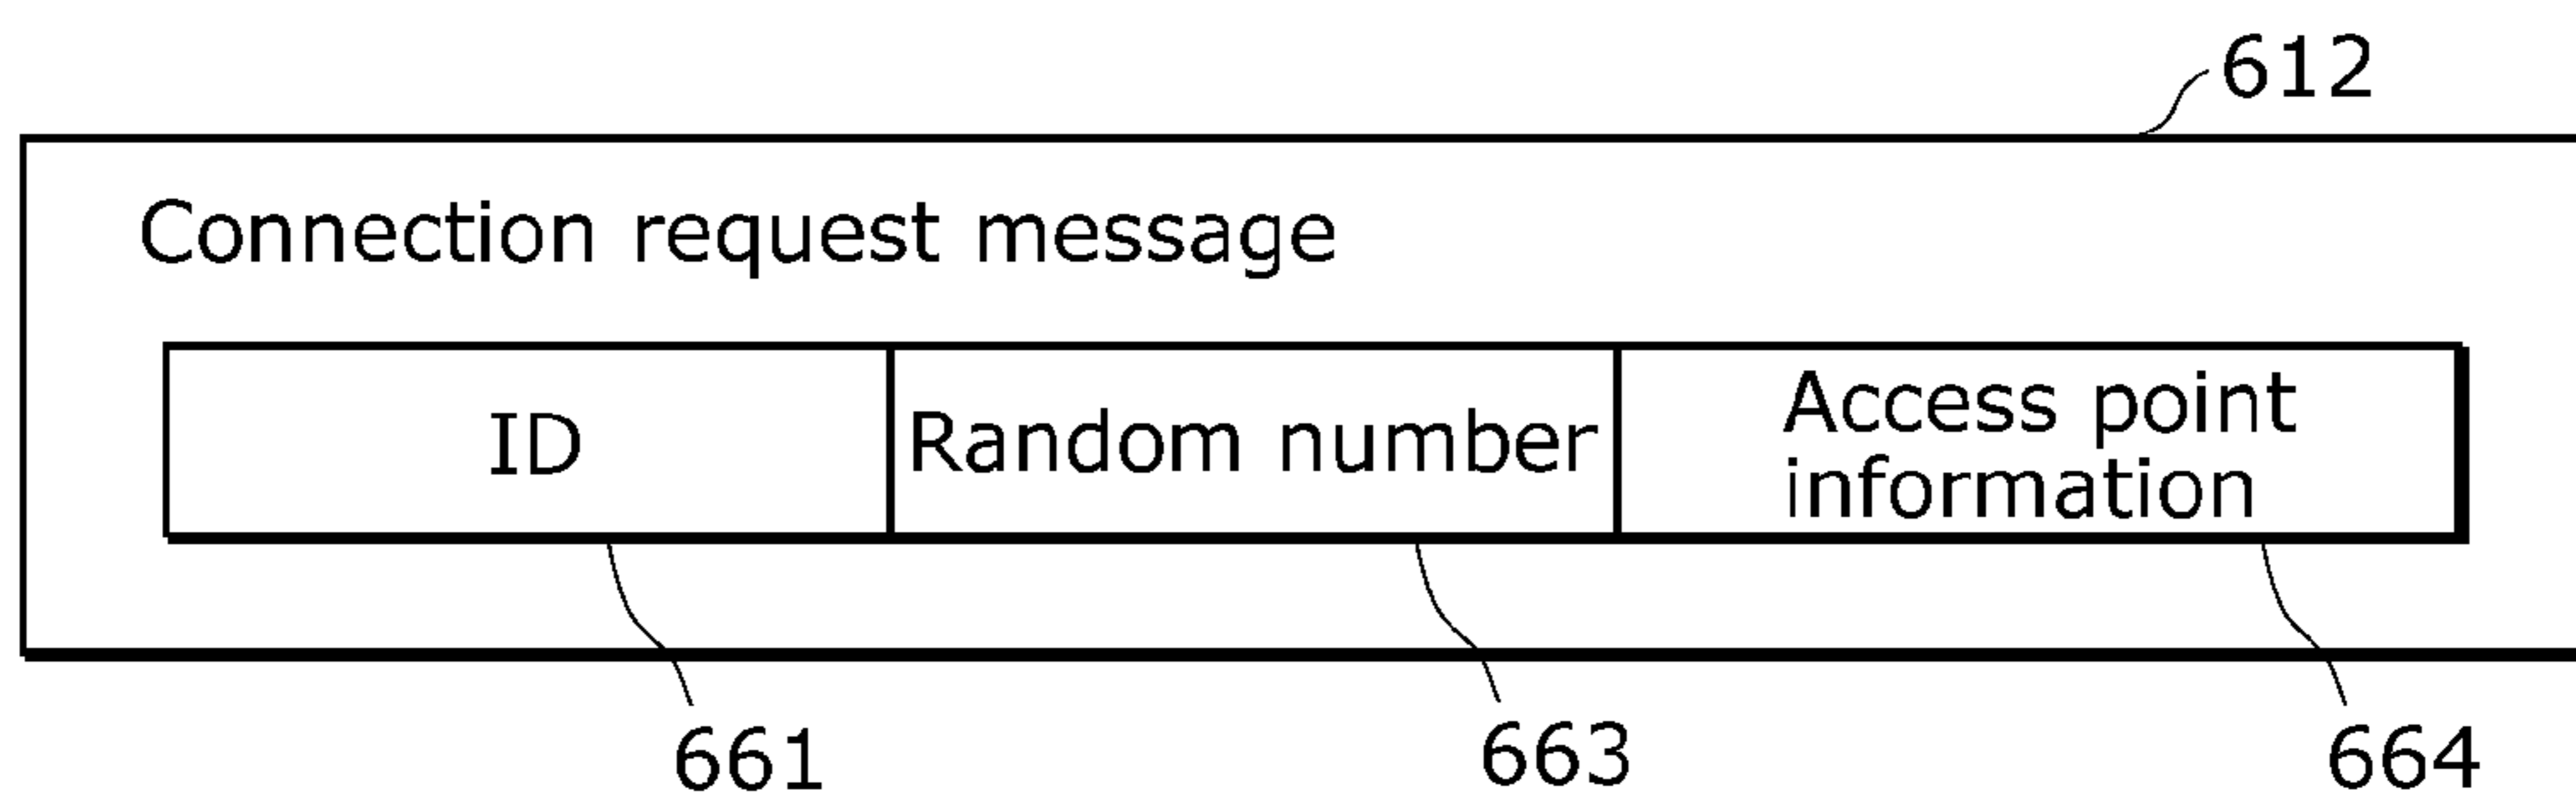 612
Connection request message
ID
Random number
Access point
information
661
663
664